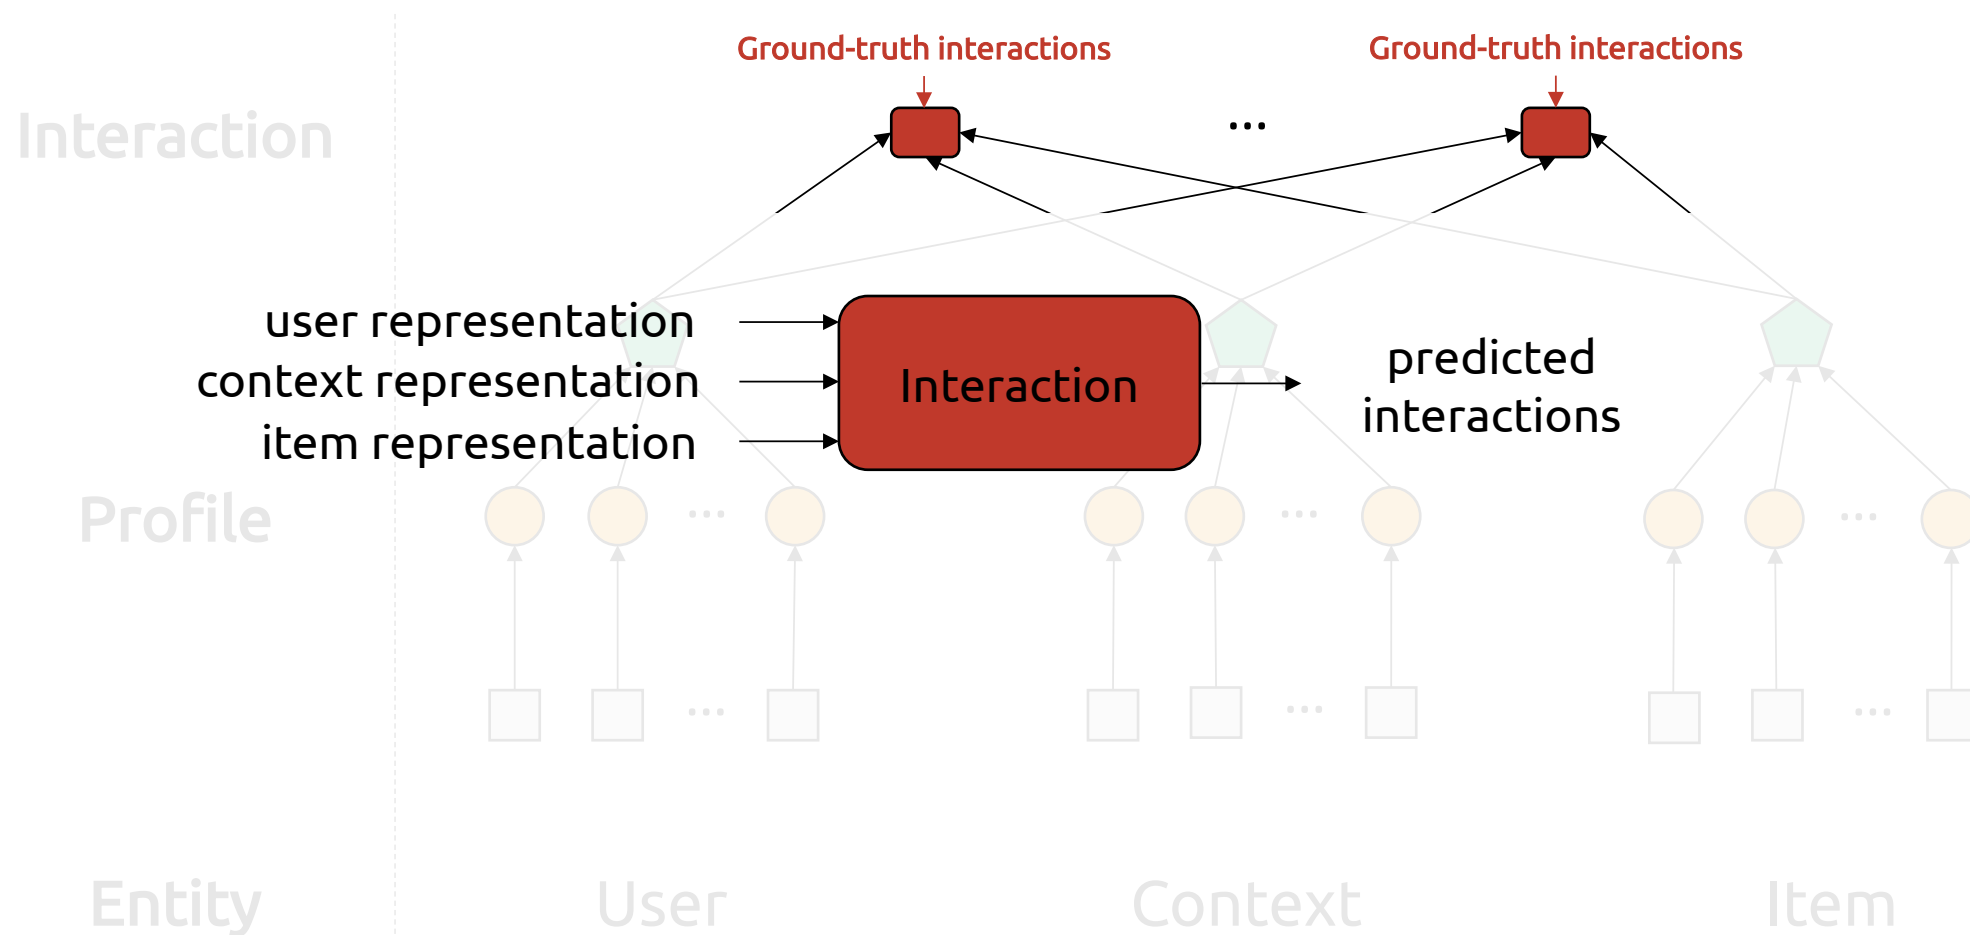 Ground-truth interactions
Ground-truth interactions
...
Interaction
user representation
context representation
item representation
Interaction
predicted
interactions
Profile
...
...
...
...
...
...
Entity
User
Context
Item